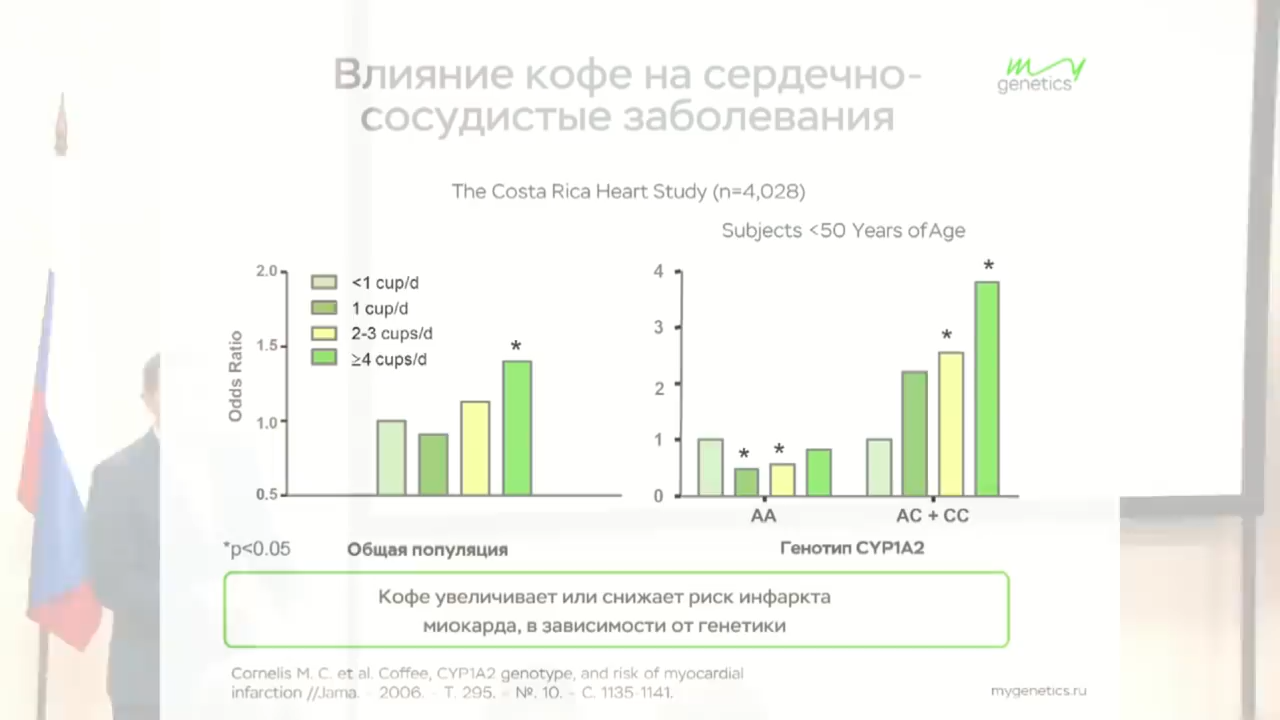 Влияние кофе на сердечно-
сосудистые заболевания
my
genetics
The Costa Rica Heart Study (n=4,028)
Subjects <50 Years of Age
Odds Ratio
2.0
1.5
1.0
0.5
<1 cup/d
1 cup/d
2-3 cups/d
≥4 cups/d
*
4
3
2
1
0
*
*
*
*
AA
AC + CC
*p<0.05
Общая популяция
Генотип CYP1A2
Кофе увеличивает или снижает риск инфаркта
миокарда, в зависимости от генетики
Cornelis M. C. et al. Coffee, CYP1A2 genotype, and risk of myocardial
infarction //Jama. - 2006. - Т. 295. - №. 10. - С. 1135-1141.
mygenetics.ru